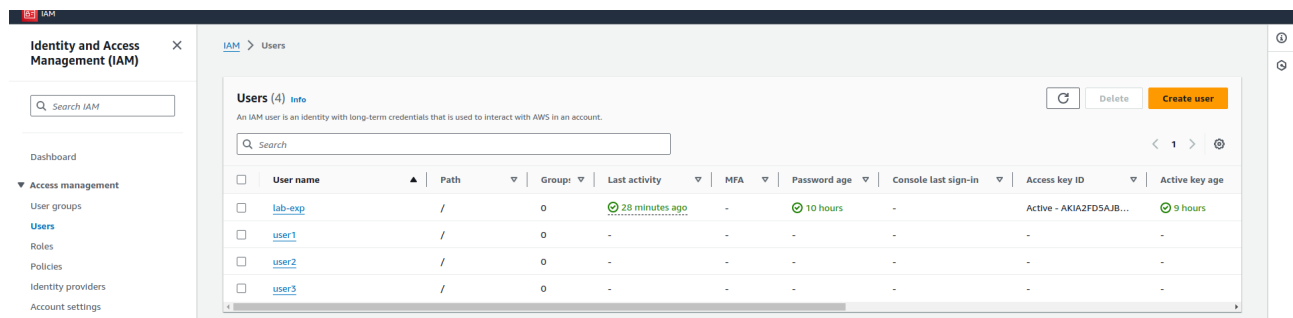 IAM
Identity and Access
Management (IAM)
Search IAM
Dashboard
Access management
User groups
Users
Roles
Policies
Identity providers
Account settings
IAM > Users
Users (4) Info
An IAM user is an identity with long-term credentials that is used to interact with AWS in an account.
Delete
Create user
Search
1
User name Path Group: Last activity MFA Password age Console last sign-in Access key ID Active key age
lab-exp / 0 28 minutes ago - 10 hours - Active - AKIA2FD5AJB... 9 hours
user1 / 0 - - - - - -
user2 / 0 - - - - - -
user3 / 0 - - - - - -